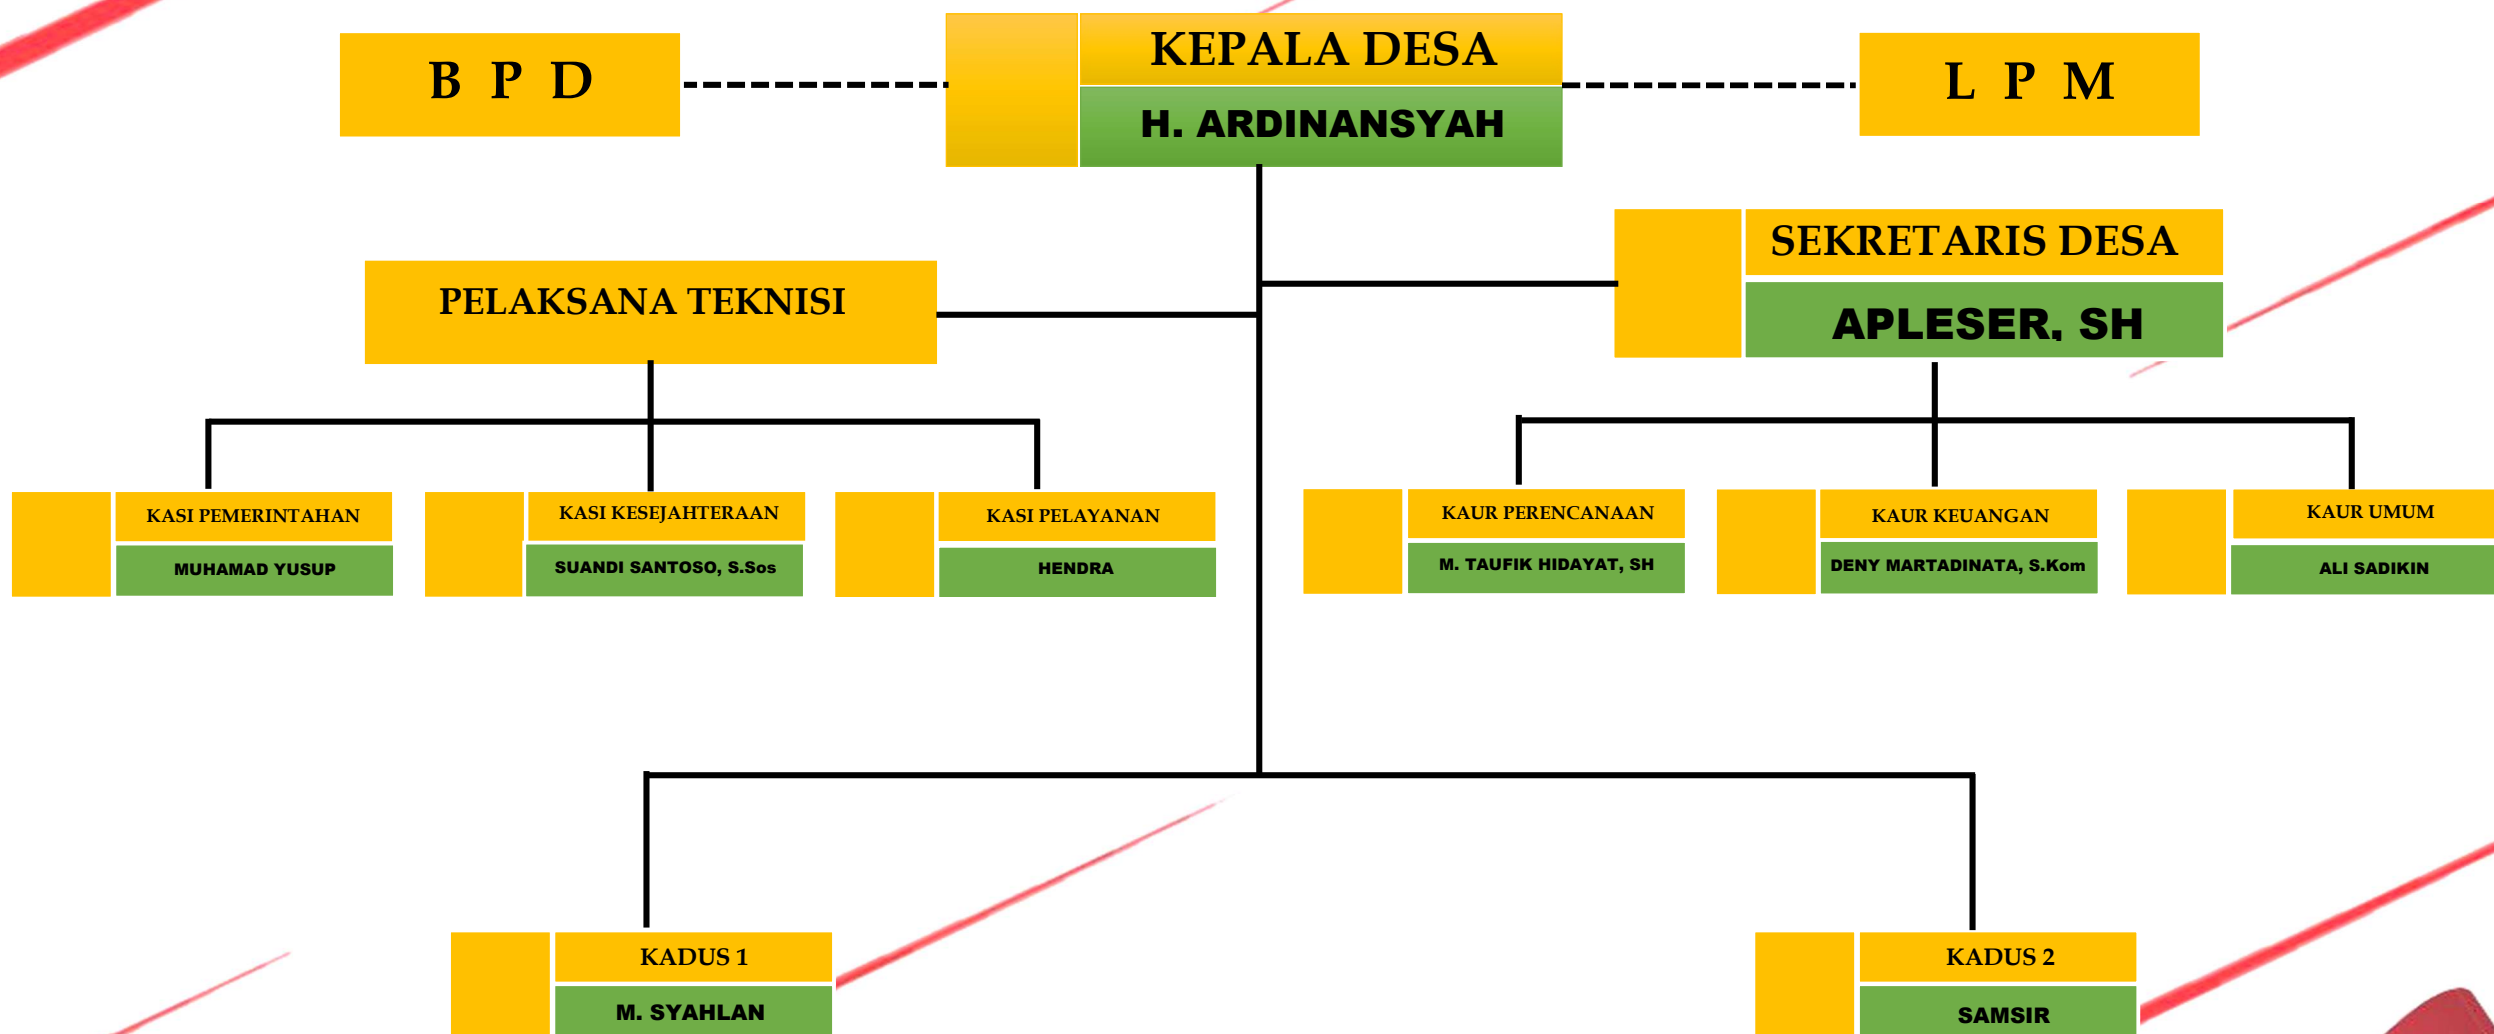 B P D
KEPALA DESA
H. ARDINANSYAH
L P M
SEKRETARIS DESA
APLESER, SH
PELAKSANA TEKNISI
KASI PEMERINTAHAN
MUHAMAD YUSUP
KASI KESEJAHTERAAN
SUANDI SANTOSO, S.Sos
KASI PELAYANAN
HENDRA
KAUR PERENCANAAN
M. TAUFIK HIDAYAT, SH
KAUR KEUANGAN
DENY MARTADINATA, S.Kom
KAUR UMUM
ALI SADIKIN
KADUS 1
M. SYAHLAN
KADUS 2
SAMSIR